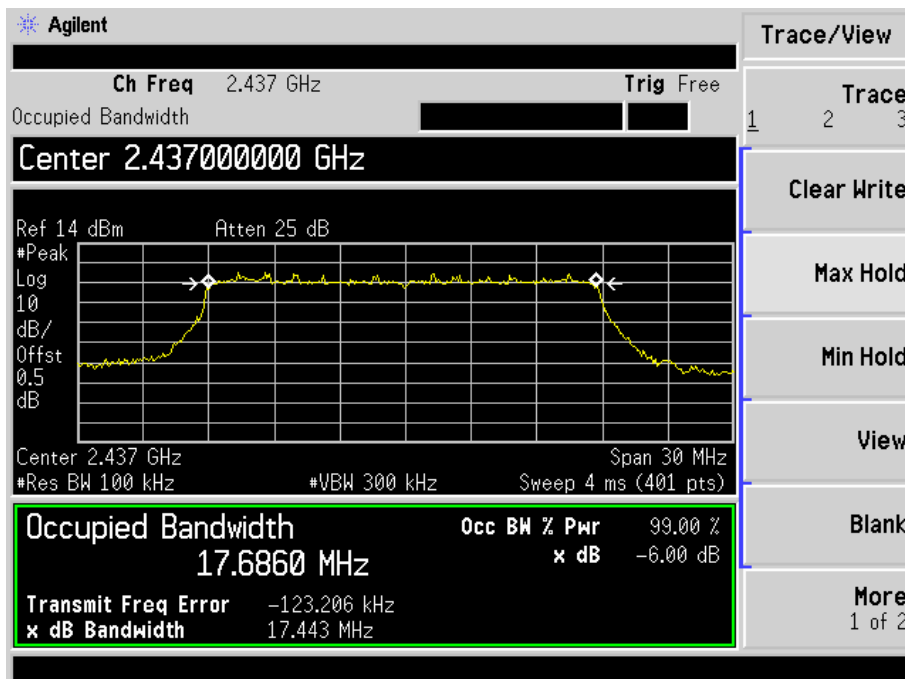 Agilent
Trace/View
Ch Freq 2.437 GHz Trig Free
Occupied Bandwidth
Trace
1 2 3
Center 2.437000000 GHz
Clear Write
Ref 14 dBm Atten 25 dB
#Peak
Log
10
dB/
Offst
0.5
dB
Max Hold
Min Hold
Center 2.437 GHz Span 30 MHz
#Res BW 100 kHz #VBW 300 kHz Sweep 4 ms (401 pts)
View
Occupied Bandwidth Occ BW % Pwr 99.00 %
17.6860 MHz x dB -6.00 dB
Blank
Transmit Freq Error -123.206 kHz
x dB Bandwidth 17.443 MHz
More
1 of 2